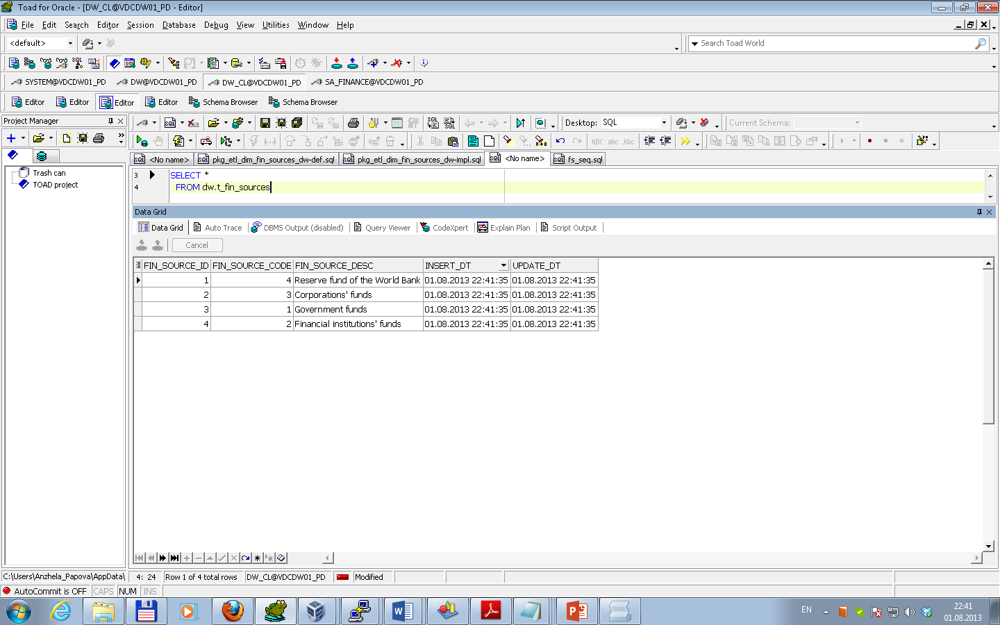 Toad for Oracle - [DW_CL@VDCDW01_PD - Editor]
File Edit Search Editor Session Database Debug View Utilities Window Help
<default>
Search Toad World
SYSTEM@VDCDW01_PD DW@VDCDW01_PD DW_CL@VDCDW01_PD SA_FINANCE@VDCDW01_PD
Editor Editor Editor Editor Schema Browser Schema Browser
Project Manager
Desktop: SQL
Current Schema:
<No name> pkg_etl_dim_fin_sources_dw-def.sql pkg_etl_dim_fin_sources_dw-impl.sql <No name> fs_seq.sql
Trash can
TOAD project
3 SELECT *
4 FROM dw.t_fin_sources
Data Grid
Data Grid Auto Trace DBMS Output (disabled) Query Viewer CodeXpert Explain Plan Script Output
Cancel
FIN_SOURCE_ID FIN_SOURCE_CODE FIN_SOURCE_DESC INSERT_DT UPDATE_DT
1 4 Reserve fund of the World Bank 01.08.2013 22:41:35 01.08.2013 22:41:35
2 3 Corporations' funds 01.08.2013 22:41:35 01.08.2013 22:41:35
3 1 Government funds 01.08.2013 22:41:35 01.08.2013 22:41:35
4 2 Financial institutions' funds 01.08.2013 22:41:35 01.08.2013 22:41:35
C:\Users\Anzhela_Papova\AppData\ 4: 24 Row 1 of 4 total rows DW_CL@VDCDW01_PD Modified
AutoCommit is OFF CAPS NUM INS
EN
22:41
01.08.2013